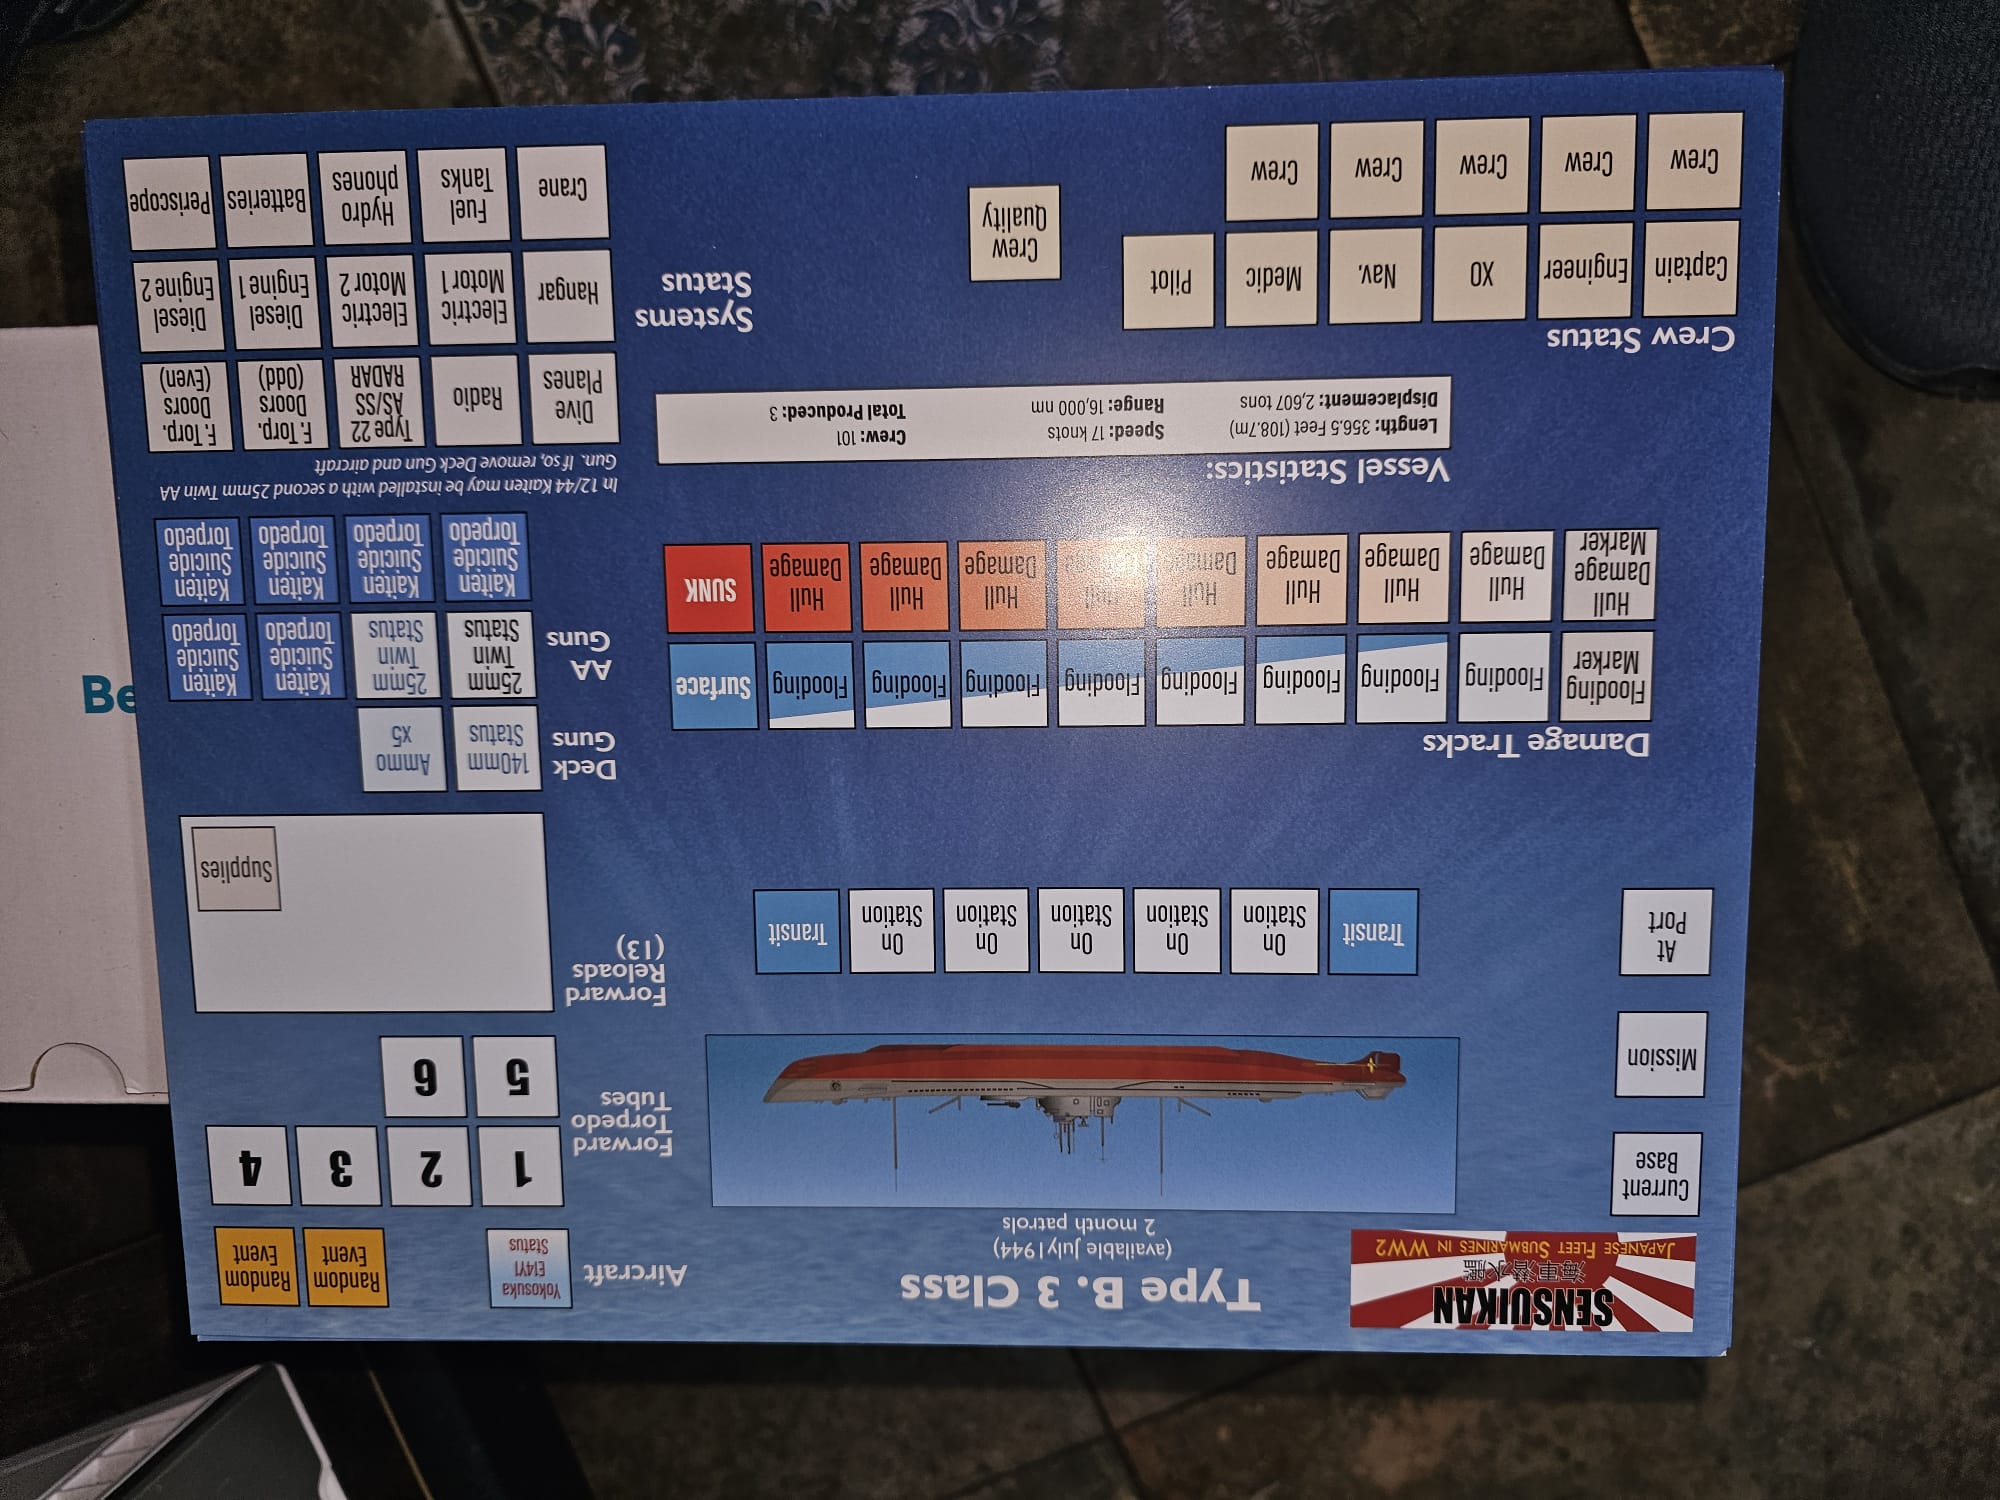 SENSUIKAN
海軍潜水艦
JAPANESE FLEET SUBMARINES IN WW2
Type B. 3 Class
(available July 1944)
2 month patrols
Aircraft
Yokosuka
E14Y1
Status
Random
Event
Random
Event
Current
Base
Mission
At
Port
Forward
Torpedo
Tubes
1
2
3
4
5
6
Forward
Reloads
(13)
Supplies
Transit
On
Station
On
Station
On
Station
On
Station
On
Station
Transit
Deck
Guns
140mm
Status
Ammo
x5
AA
Guns
25mm
Twin
Status
25mm
Twin
Status
Kaiten
Suicide
Torpedo
Kaiten
Suicide
Torpedo
Kaiten
Suicide
Torpedo
Kaiten
Suicide
Torpedo
Kaiten
Suicide
Torpedo
Kaiten
Suicide
Torpedo
In 12/44 Kaiten may be installed with a second 25mm Twin AA
Gun. If so, remove Deck Gun and aircraft
Damage Tracks
Flooding
Marker
Flooding
Flooding
Flooding
Flooding
Flooding
Flooding
Flooding
Flooding
Surface
Hull
Damage
Marker
Hull
Damage
Hull
Damage
Hull
Damage
Hull
Damage
Hull
Hull
Damage
Hull
Damage
Hull
Damage
SUNK
Vessel Statistics:
Length: 356.5 Feet (108.7m)
Speed: 17 knots
Crew: 101
Displacement: 2,607 tons
Range: 16,000 nm
Total Produced: 3
Crew Status
Captain
Engineer
XO
Nav.
Medic
Pilot
Crew
Crew
Crew
Crew
Crew
Crew
Quality
Systems
Status
Dive
Planes
Radio
Type 22
AS/SS
RADAR
F. Torp.
Doors
(Odd)
F. Torp.
Doors
(Even)
Hangar
Electric
Motor 1
Electric
Motor 2
Diesel
Engine 1
Diesel
Engine 2
Crane
Fuel
Tanks
Hydro
phones
Batteries
Periscope
Be